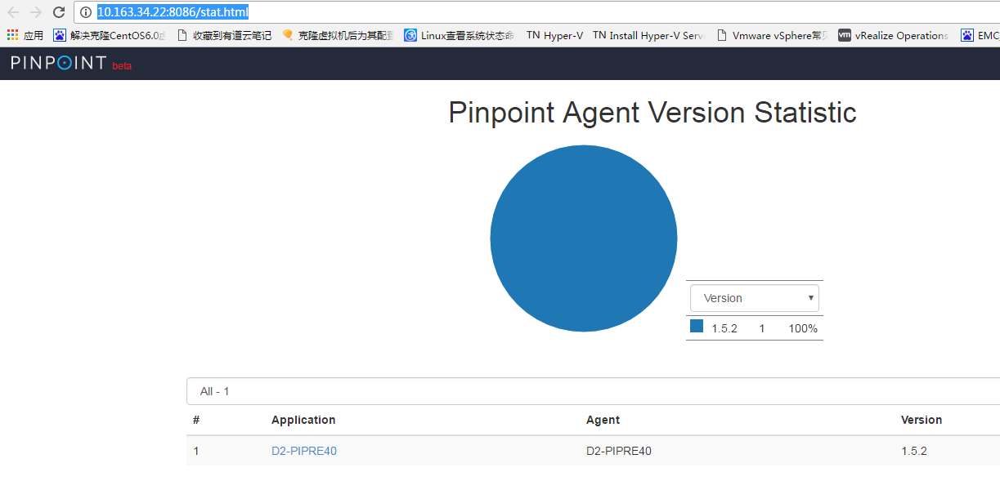 10.163.34.22:8086/stat.html
应用 解决克隆CentOS6.0 收藏到有道云笔记 克隆虚拟机后为其配置 Linux查看系统状态命 TN Hyper-V TN Install Hyper-V Serv Vmware vSphere常见 vm vRealize Operations EMC
PINPOINT beta
Pinpoint Agent Version Statistic
Version
1.5.2 1 100%
All - 1
# Application Agent Version
1 D2-PIPRE40 D2-PIPRE40 1.5.2